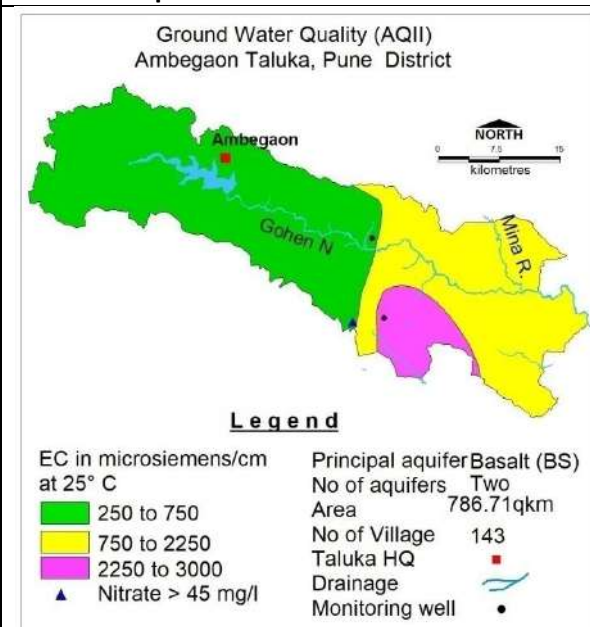 Ground Water Quality (AQII)
Ambegaon Taluka, Pune District
Ambegaon
NORTH
0 7.5 15
kilometres
Gohen N
Mina R.
Legend
EC in microsiemens/cm
at 25° C
250 to 750
750 to 2250
2250 to 3000
Nitrate > 45 mg/l
Principal aquifer Basalt (BS)
No of aquifers Two
Area 786.71qkm
No of Village 143
Taluka HQ
Drainage
Monitoring well